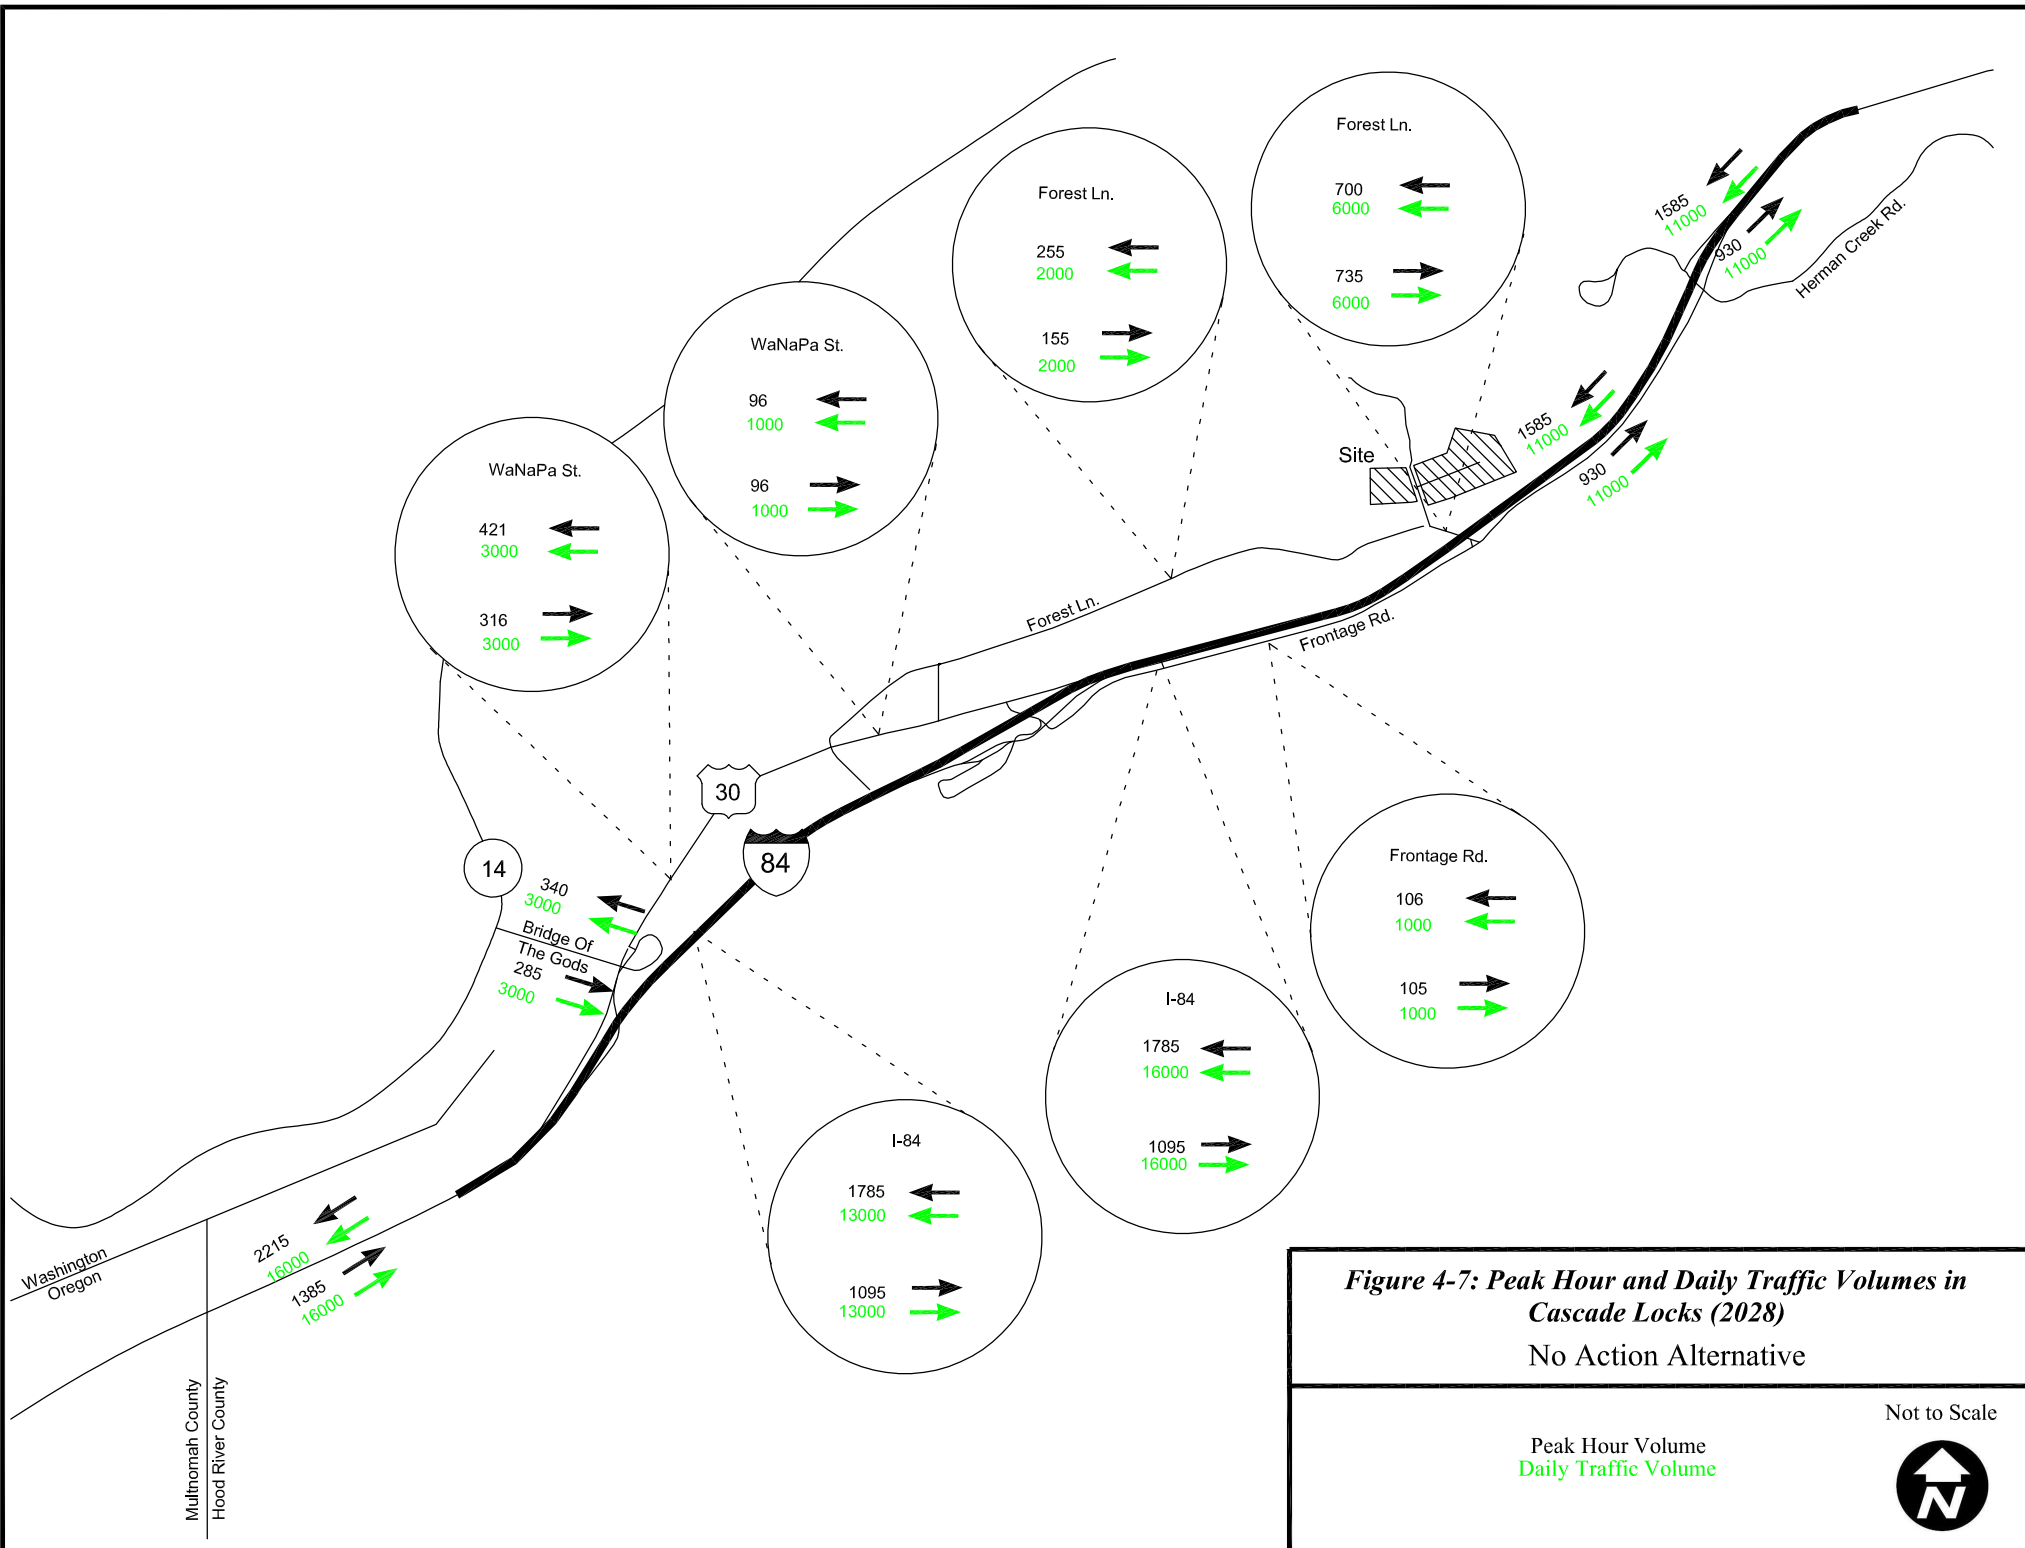 Forest Ln.
700
6000
735
6000
Forest Ln.
255
2000
155
2000
WaNaPa St.
96
1000
96
1000
WaNaPa St.
421
3000
316
3000
1585
11000
930
11000
Herman Creek Rd.
1585
11000
930
11000
Site
Forest Ln.
Frontage Rd.
30
84
14
340
3000
Bridge Of
The Gods
285
3000
Frontage Rd.
106
1000
105
1000
I-84
1785
16000
1095
16000
I-84
1785
13000
1095
13000
2215
16000
1385
16000
Washington
Oregon
Multnomah County
Hood River County
Figure 4-7: Peak Hour and Daily Traffic Volumes in
Cascade Locks (2028)
No Action Alternative
Not to Scale
Peak Hour Volume
Daily Traffic Volume
N